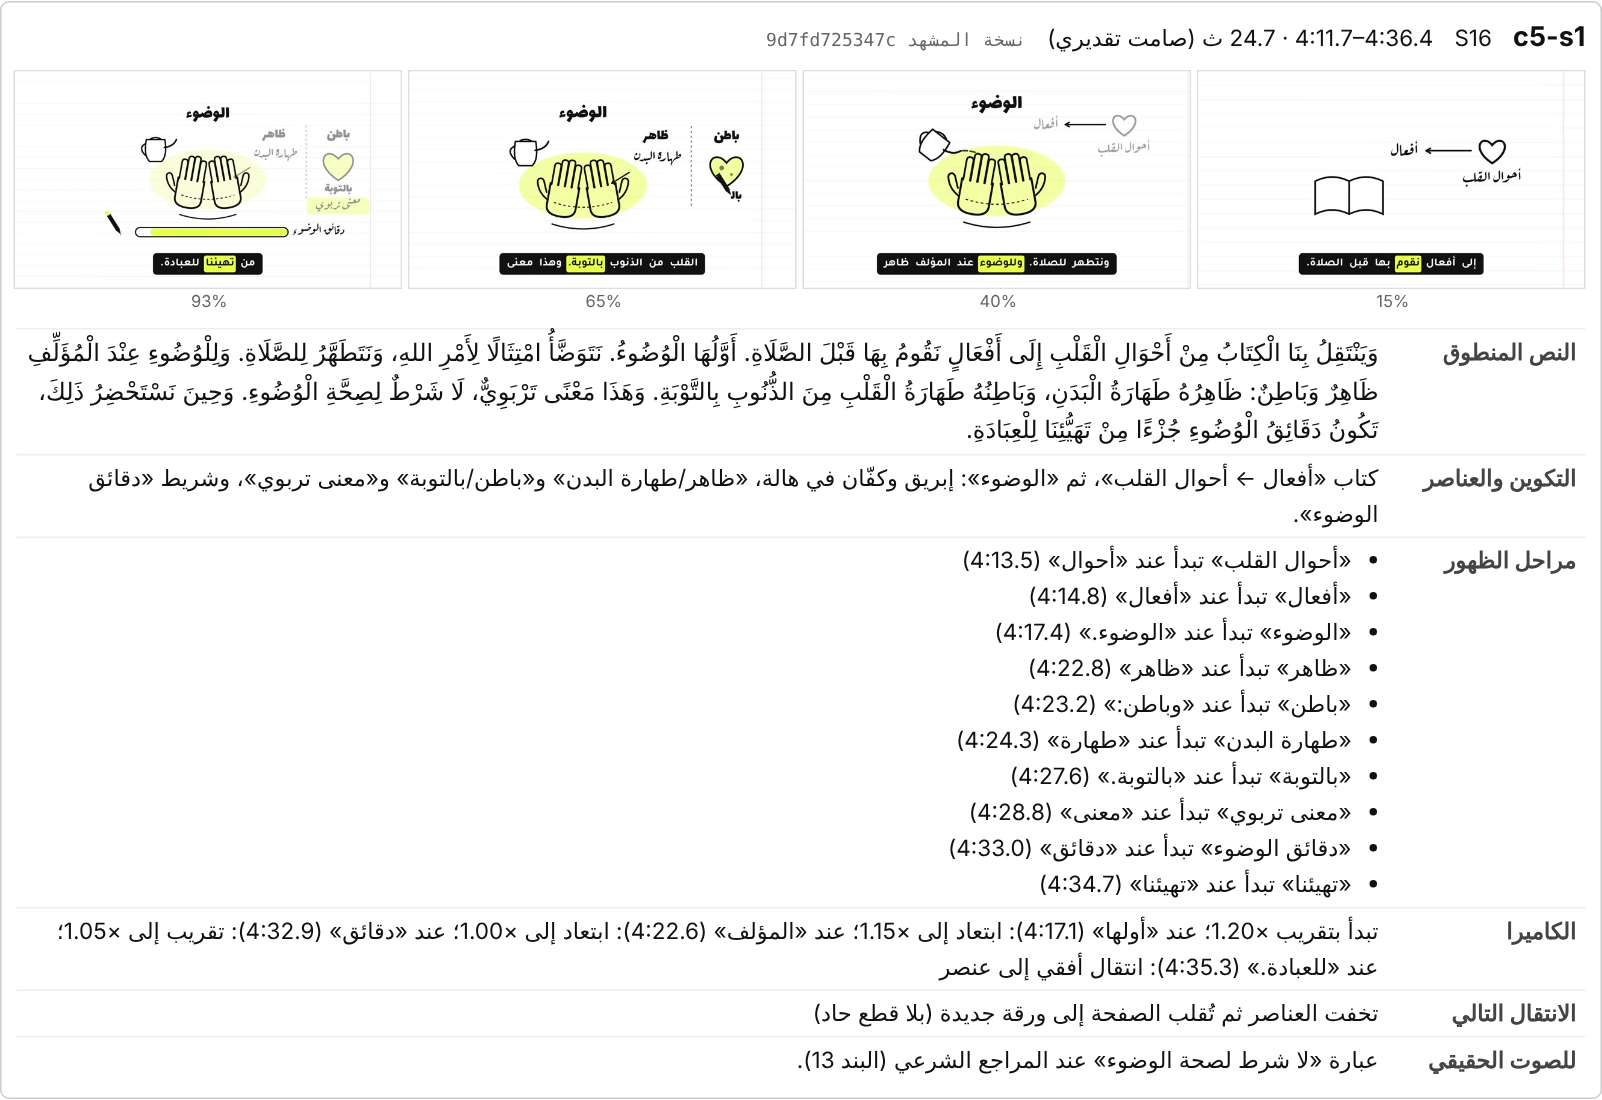 c5-s1 S16 4:11.7–4:36.4 · 24.7 ث (صامت تقديري) نسخة المشهد 9d7fd725347c
أفعال
أحوال القلب
إلى أفعال نقوم بها قبل الصلاة.
15%
الوضوء
أفعال
أحوال القلب
ونتطهر للصلاة. وللوضوء عند المؤلف ظاهر
40%
الوضوء
باطن
ظاهر
طهارة البدن
بال
القلب من الذنوب بالتوبة. وهذا معنى
65%
الوضوء
باطن
ظاهر
طهارة البدن
بالتوبة
معنى تربوي
دقائق الوضوء
من تهيئنا للعبادة.
93%
النص المنطوق
وَيَنْتَقِلُ بِنَا الْكِتَابُ مِنْ أَحْوَالِ الْقَلْبِ إِلَى أَفْعَالٍ نَقُومُ بِهَا قَبْلَ الصَّلَاةِ. أَوَّلُهَا الْوُضُوءُ. نَتَوَضَّأُ امْتِثَالًا لِأَمْرِ اللهِ، وَنَتَطَهَّرُ لِلصَّلَاةِ. وَلِلْوُضُوءِ عِنْدَ الْمُؤَلِّفِ
ظَاهِرٌ وَبَاطِنٌ: ظَاهِرُهُ طَهَارَةُ الْبَدَنِ، وَبَاطِنُهُ طَهَارَةُ الْقَلْبِ مِنَ الذُّنُوبِ بِالتَّوْبَةِ. وَهَذَا مَعْنًى تَرْبَوِيٌّ، لَا شَرْطٌ لِصِحَّةِ الْوُضُوءِ. وَحِينَ نَسْتَحْضِرُ ذَلِكَ،
تَكُونُ دَقَائِقُ الْوُضُوءِ جُزْءًا مِنْ تَهَيُّئِنَا لِلْعِبَادَةِ.
التكوين والعناصر
كتاب «أفعال ← أحوال القلب»، ثم «الوضوء»: إبريق وكفّان في هالة، «ظاهر/طهارة البدن» و«باطن/بالتوبة» و«معنى تربوي»، وشريط «دقائق
الوضوء».
مراحل الظهور
• «أحوال القلب» تبدأ عند «أحوال» (4:13.5)
• «أفعال» تبدأ عند «أفعال» (4:14.8)
• «الوضوء» تبدأ عند «الوضوء.» (4:17.4)
• «ظاهر» تبدأ عند «ظاهر» (4:22.8)
• «باطن» تبدأ عند «وباطن:» (4:23.2)
• «طهارة البدن» تبدأ عند «طهارة» (4:24.3)
• «بالتوبة» تبدأ عند «بالتوبة.» (4:27.6)
• «معنى تربوي» تبدأ عند «معنى» (4:28.8)
• «دقائق الوضوء» تبدأ عند «دقائق» (4:33.0)
• «تهيئنا» تبدأ عند «تهيئنا» (4:34.7)
الكاميرا
تبدأ بتقريب ×1.20؛ عند «أولها» (4:17.1): ابتعاد إلى ×1.15؛ عند «المؤلف» (4:22.6): ابتعاد إلى ×1.00؛ عند «دقائق» (4:32.9): تقريب إلى ×1.05؛
عند «للعبادة.» (4:35.3): انتقال أفقي إلى عنصر
الانتقال التالي
تخفت العناصر ثم تُقلب الصفحة إلى ورقة جديدة (بلا قطع حاد)
للصوت الحقيقي
عبارة «لا شرط لصحة الوضوء» عند المراجع الشرعي (البند 13).